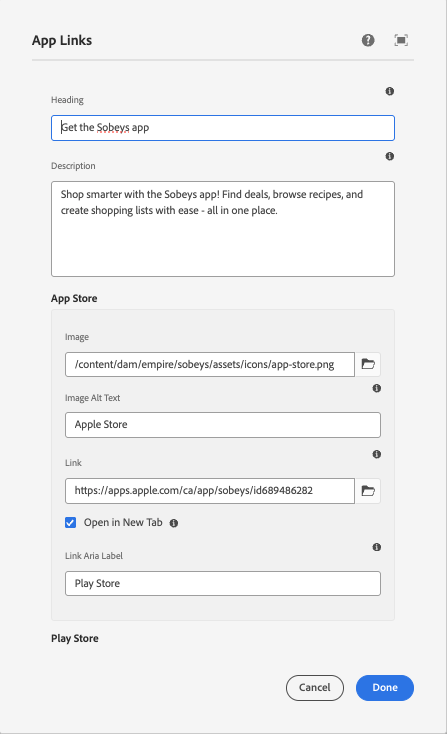 App Links
Heading
Get the Sobeys app
Description
Shop smarter with the Sobeys app! Find deals, browse recipes, and
create shopping lists with ease - all in one place.
App Store
Image
/content/dam/empire/sobeys/assets/icons/app-store.png
Image Alt Text
Apple Store
Link
https://apps.apple.com/ca/app/sobeys/id689486282
Open in New Tab
Link Aria Label
Play Store
Play Store
Cancel Done